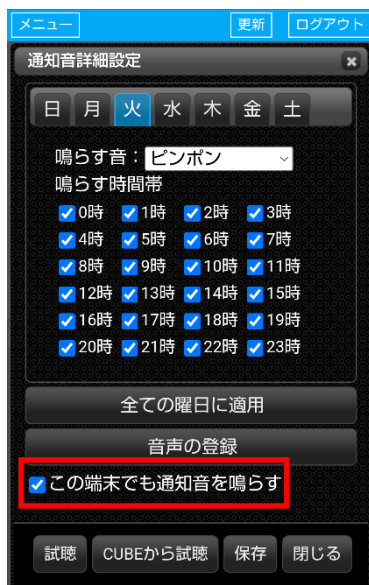 メニュー 更新 ログアウト
通知音詳細設定
日 月 火 水 木 金 土
鳴らす音：ピンポン
鳴らす時間帯
0時 1時 2時 3時
4時 5時 6時 7時
8時 9時 10時 11時
12時 13時 14時 15時
16時 17時 18時 19時
20時 21時 22時 23時
全ての曜日に適用
音声の登録
この端末でも通知音を鳴らす
試聴 CUBEから試聴 保存 閉じる